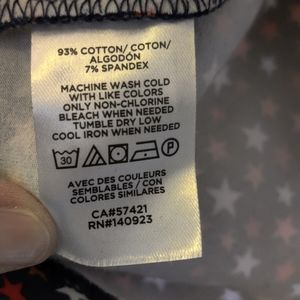 93% COTTON/ COTON/
ALGODÓN
7% SPANDEX
MACHINE WASH COLD
WITH LIKE COLORS
ONLY NON-CHLORINE
BLEACH WHEN NEEDED
TUMBLE DRY LOW
COOL IRON WHEN NEEDED
30
AVEC DES COULEURS
SEMBLABLES / CON
COLORES SIMILARES
CA#57421
RN#140923